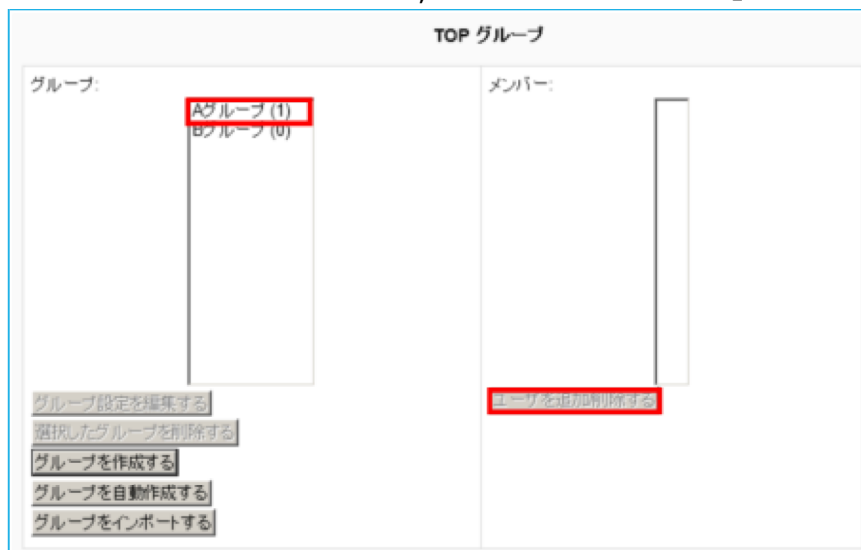 TOP グループ
グループ:
Aグループ (1)
Bグループ (0)
グループ設定を編集する
選択したグループを削除する
グループを作成する
グループを自動作成する
グループをインポートする
メンバー:
ユーザを追加/削除する